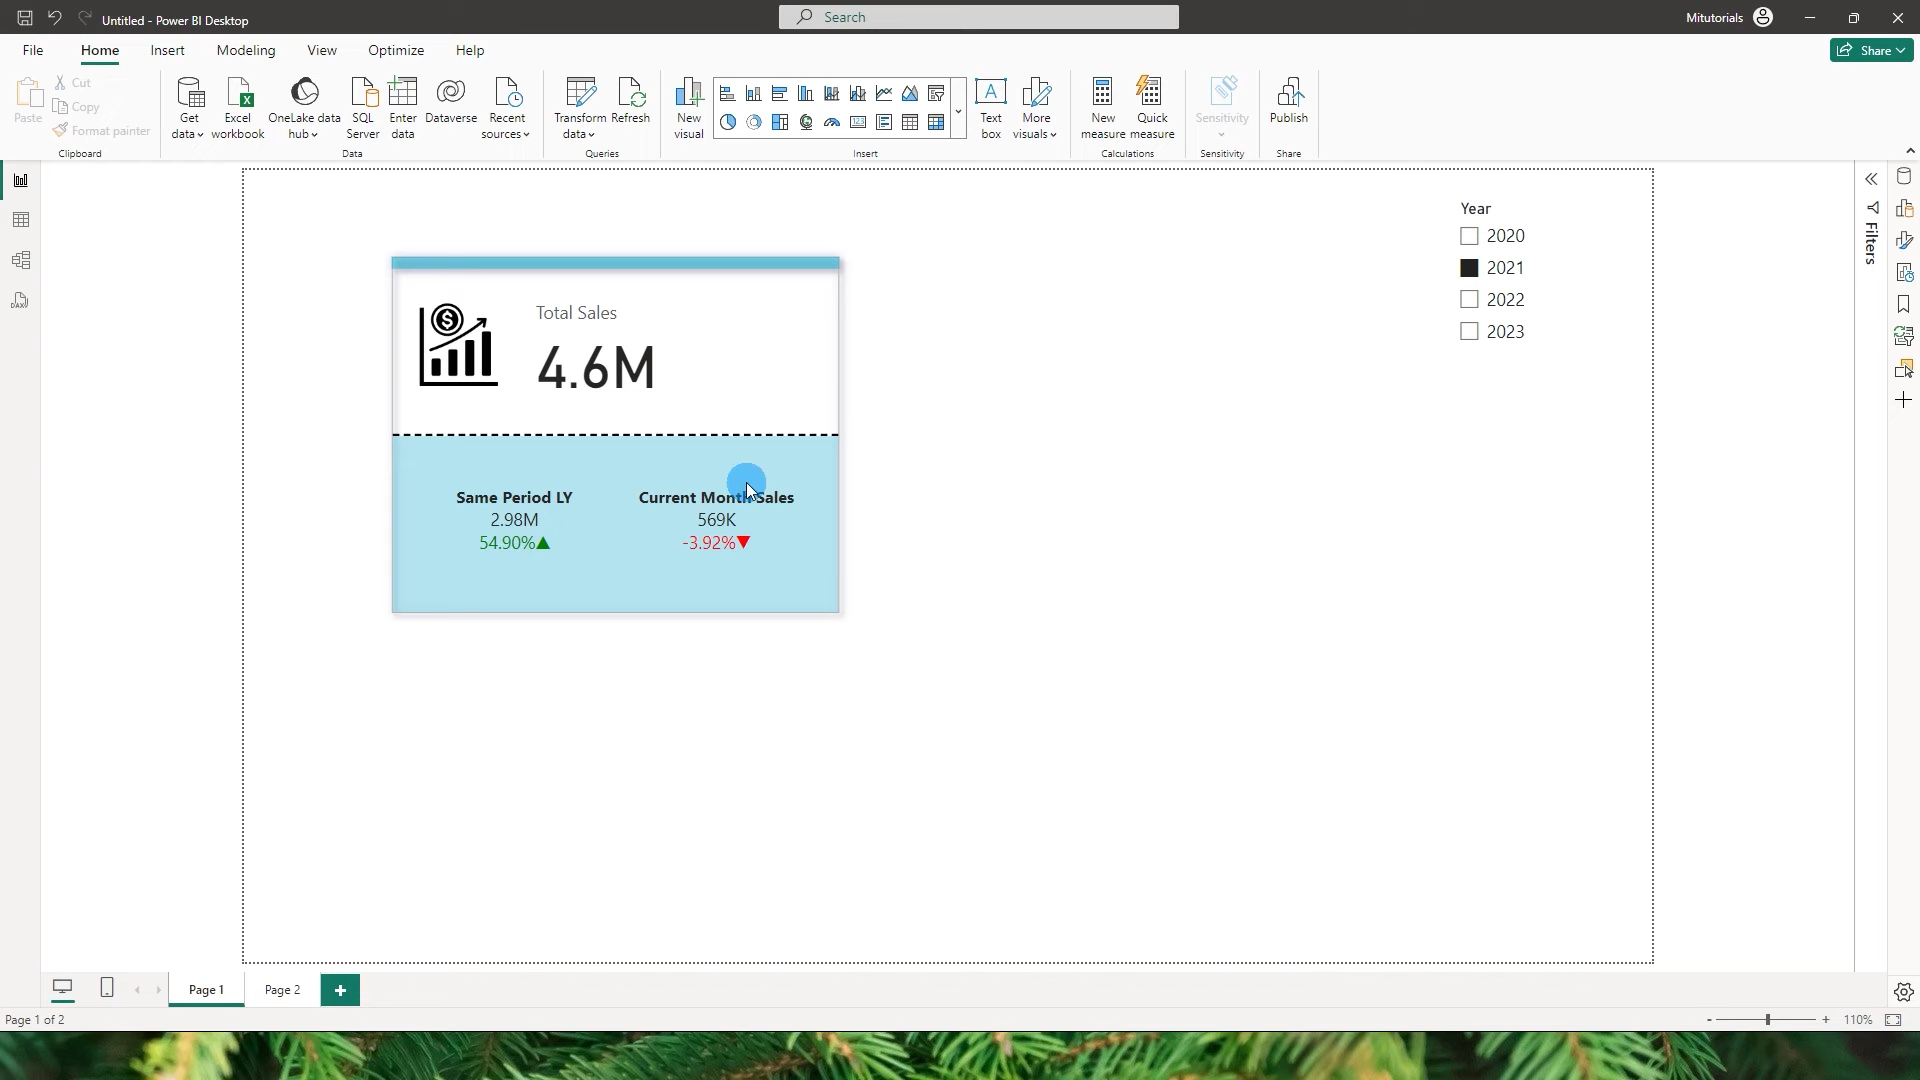 Untitled - Power BI Desktop
Search
Mitutorials
File
Home
Insert
Modeling
View
Optimize
Help
Share
Paste
Cut
Copy
Format painter
Clipboard
Get data
Excel workbook
OneLake data hub
SQL Server
Enter data
Dataverse
Recent sources
Data
Transform data
Refresh
Queries
New visual
Text box
More visuals
Insert
New measure
Quick measure
Calculations
Sensitivity
Sensitivity
Publish
Share
Filters
Year
2020
2021
2022
2023
Total Sales
4.6M
Same Period LY
2.98M
54.90%▲
Current Month Sales
569K
-3.92%▼
Page 1
Page 2
+
Page 1 of 2
- + 110%